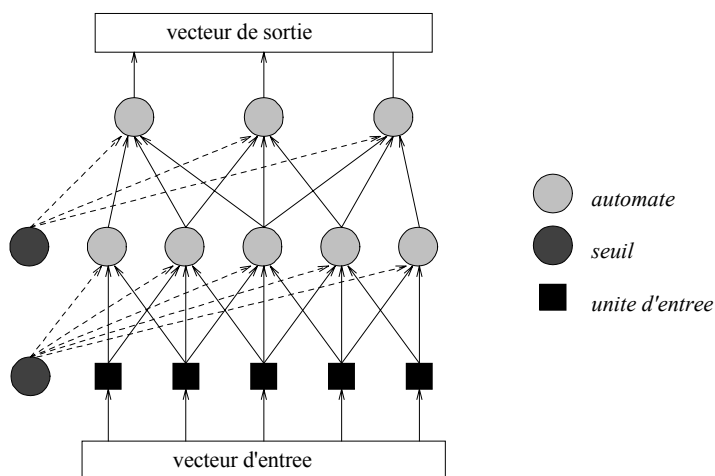 vecteur de sortie
automate
seuil
unite d'entree
vecteur d'entree